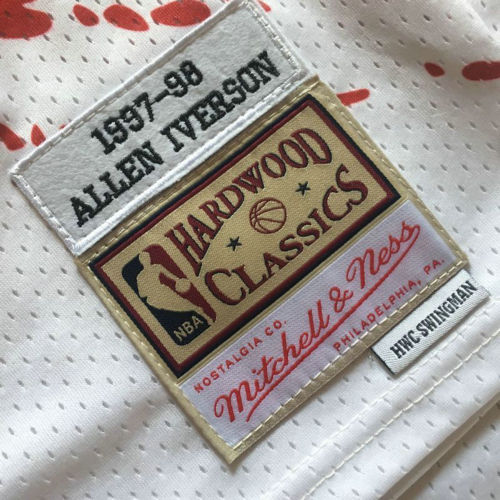 1997-98
ALLEN IVERSON
HARDWOOD
CLASSICS
NBA
NOSTALGIA CO.
Mitchell & Ness
PHILADELPHIA, PA.
HWC SWINGMAN